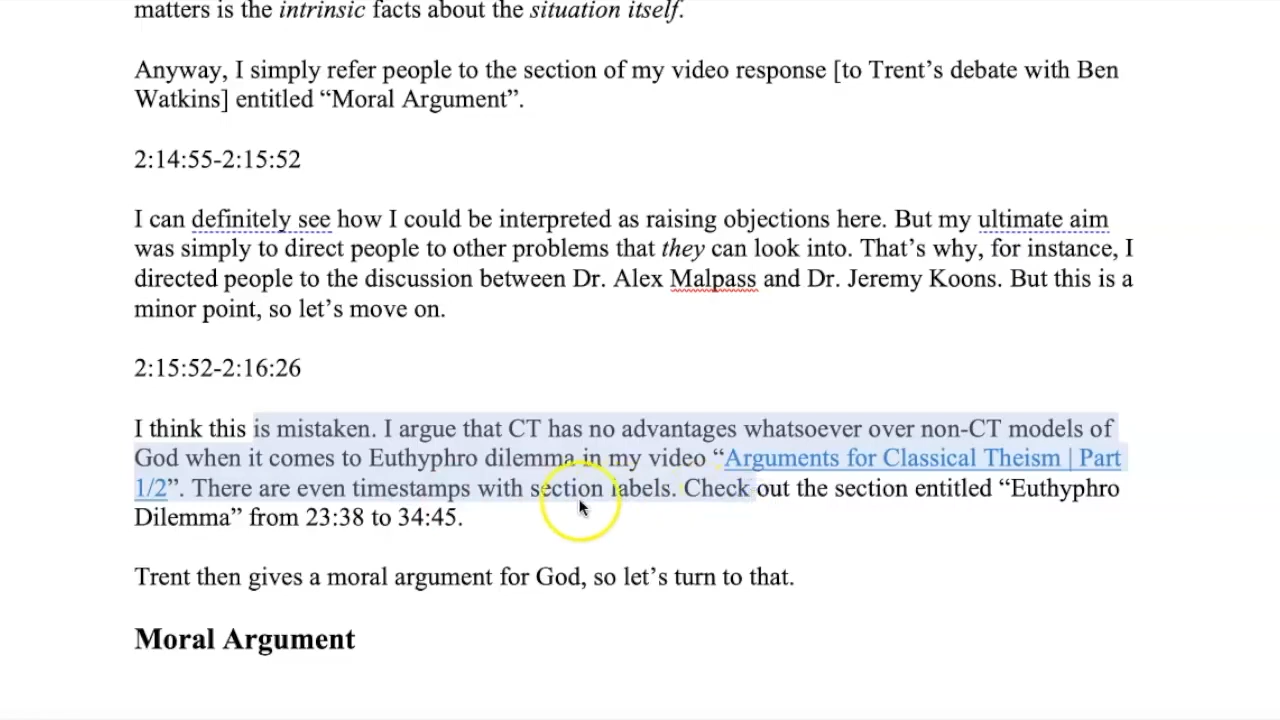 matters is the intrinsic facts about the situation itself.
Anyway, I simply refer people to the section of my video response [to Trent’s debate with Ben
Watkins] entitled “Moral Argument”.
2:14:55-2:15:52
I can definitely see how I could be interpreted as raising objections here. But my ultimate aim
was simply to direct people to other problems that they can look into. That’s why, for instance, I
directed people to the discussion between Dr. Alex Malpass and Dr. Jeremy Koons. But this is a
minor point, so let’s move on.
2:15:52-2:16:26
I think this is mistaken. I argue that CT has no advantages whatsoever over non-CT models of
God when it comes to Euthyphro dilemma in my video “Arguments for Classical Theism | Part
1/2”. There are even timestamps with section labels. Check out the section entitled “Euthyphro
Dilemma” from 23:38 to 34:45.
Trent then gives a moral argument for God, so let’s turn to that.
Moral Argument